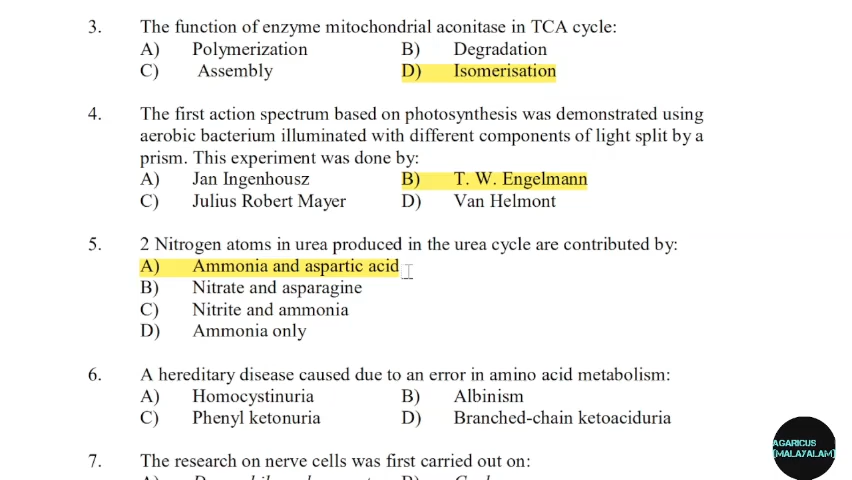 3. The function of enzyme mitochondrial aconitase in TCA cycle:
A) Polymerization B) Degradation
C) Assembly D) Isomerisation
4. The first action spectrum based on photosynthesis was demonstrated using
aerobic bacterium illuminated with different components of light split by a
prism. This experiment was done by:
A) Jan Ingenhousz B) T. W. Engelmann
C) Julius Robert Mayer D) Van Helmont
5. 2 Nitrogen atoms in urea produced in the urea cycle are contributed by:
A) Ammonia and aspartic acid
B) Nitrate and asparagine
C) Nitrite and ammonia
D) Ammonia only
6. A hereditary disease caused due to an error in amino acid metabolism:
A) Homocystinuria B) Albinism
C) Phenyl ketonuria D) Branched-chain ketoaciduria
7. The research on nerve cells was first carried out on:
AGARICUS
(MALAYALAM)